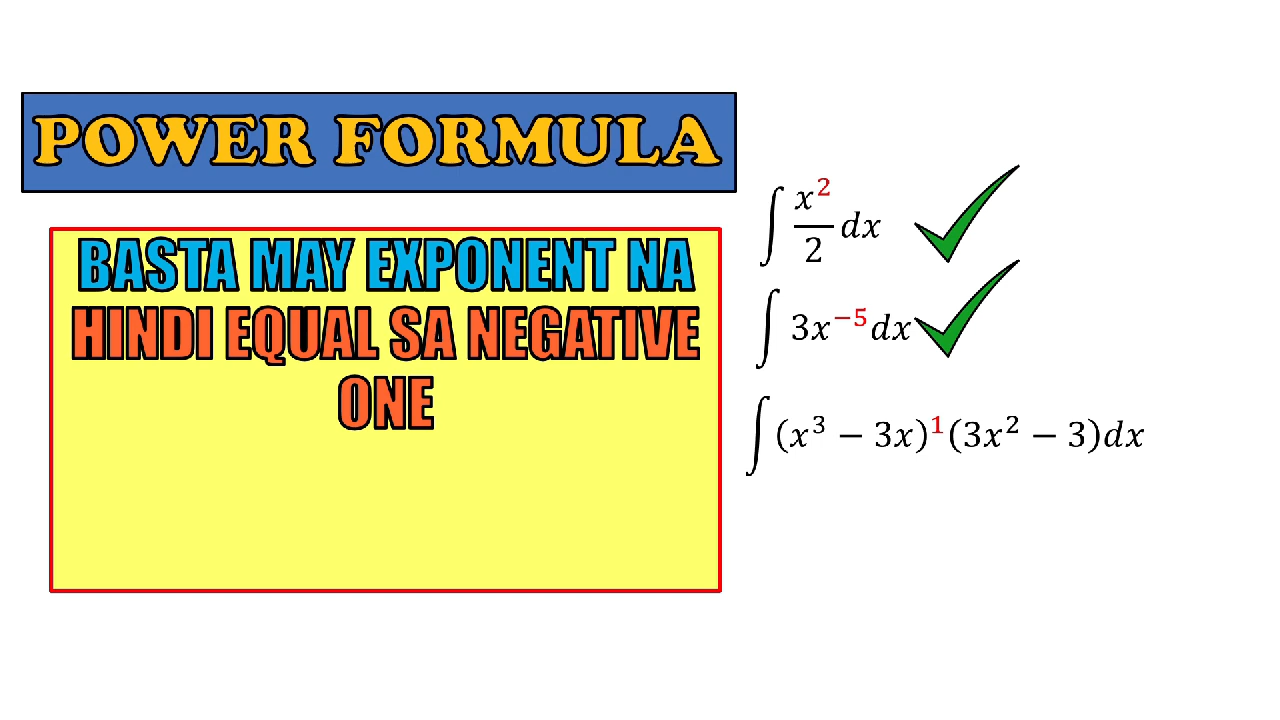 POWER FORMULA
BASTA MAY EXPONENT NA
HINDI EQUAL SA NEGATIVE
ONE
∫ x²/2 dx
∫ 3x⁻⁵dx
∫ (x³ − 3x)¹(3x² − 3)dx